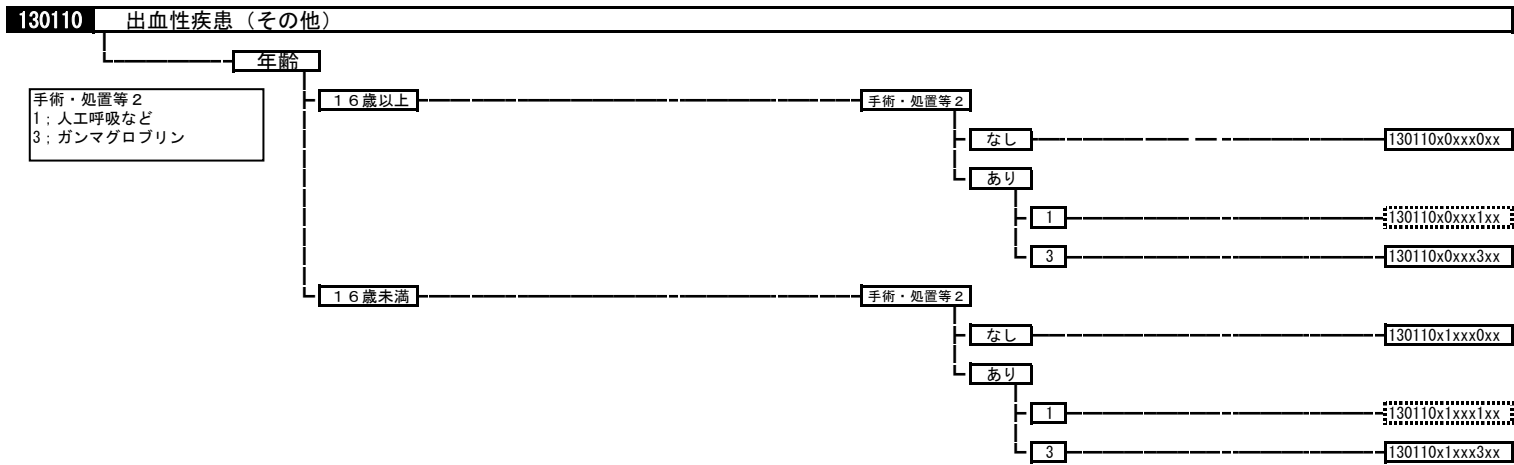 130110 出血性疾患（その他）
年齢
手術・処置等２
1；人工呼吸など
3；ガンマグロブリン
１６歳以上
手術・処置等２
なし
130110x0xxx0xx
あり
1
130110x0xxx1xx
3
130110x0xxx3xx
１６歳未満
手術・処置等２
なし
130110x1xxx0xx
あり
1
130110x1xxx1xx
3
130110x1xxx3xx